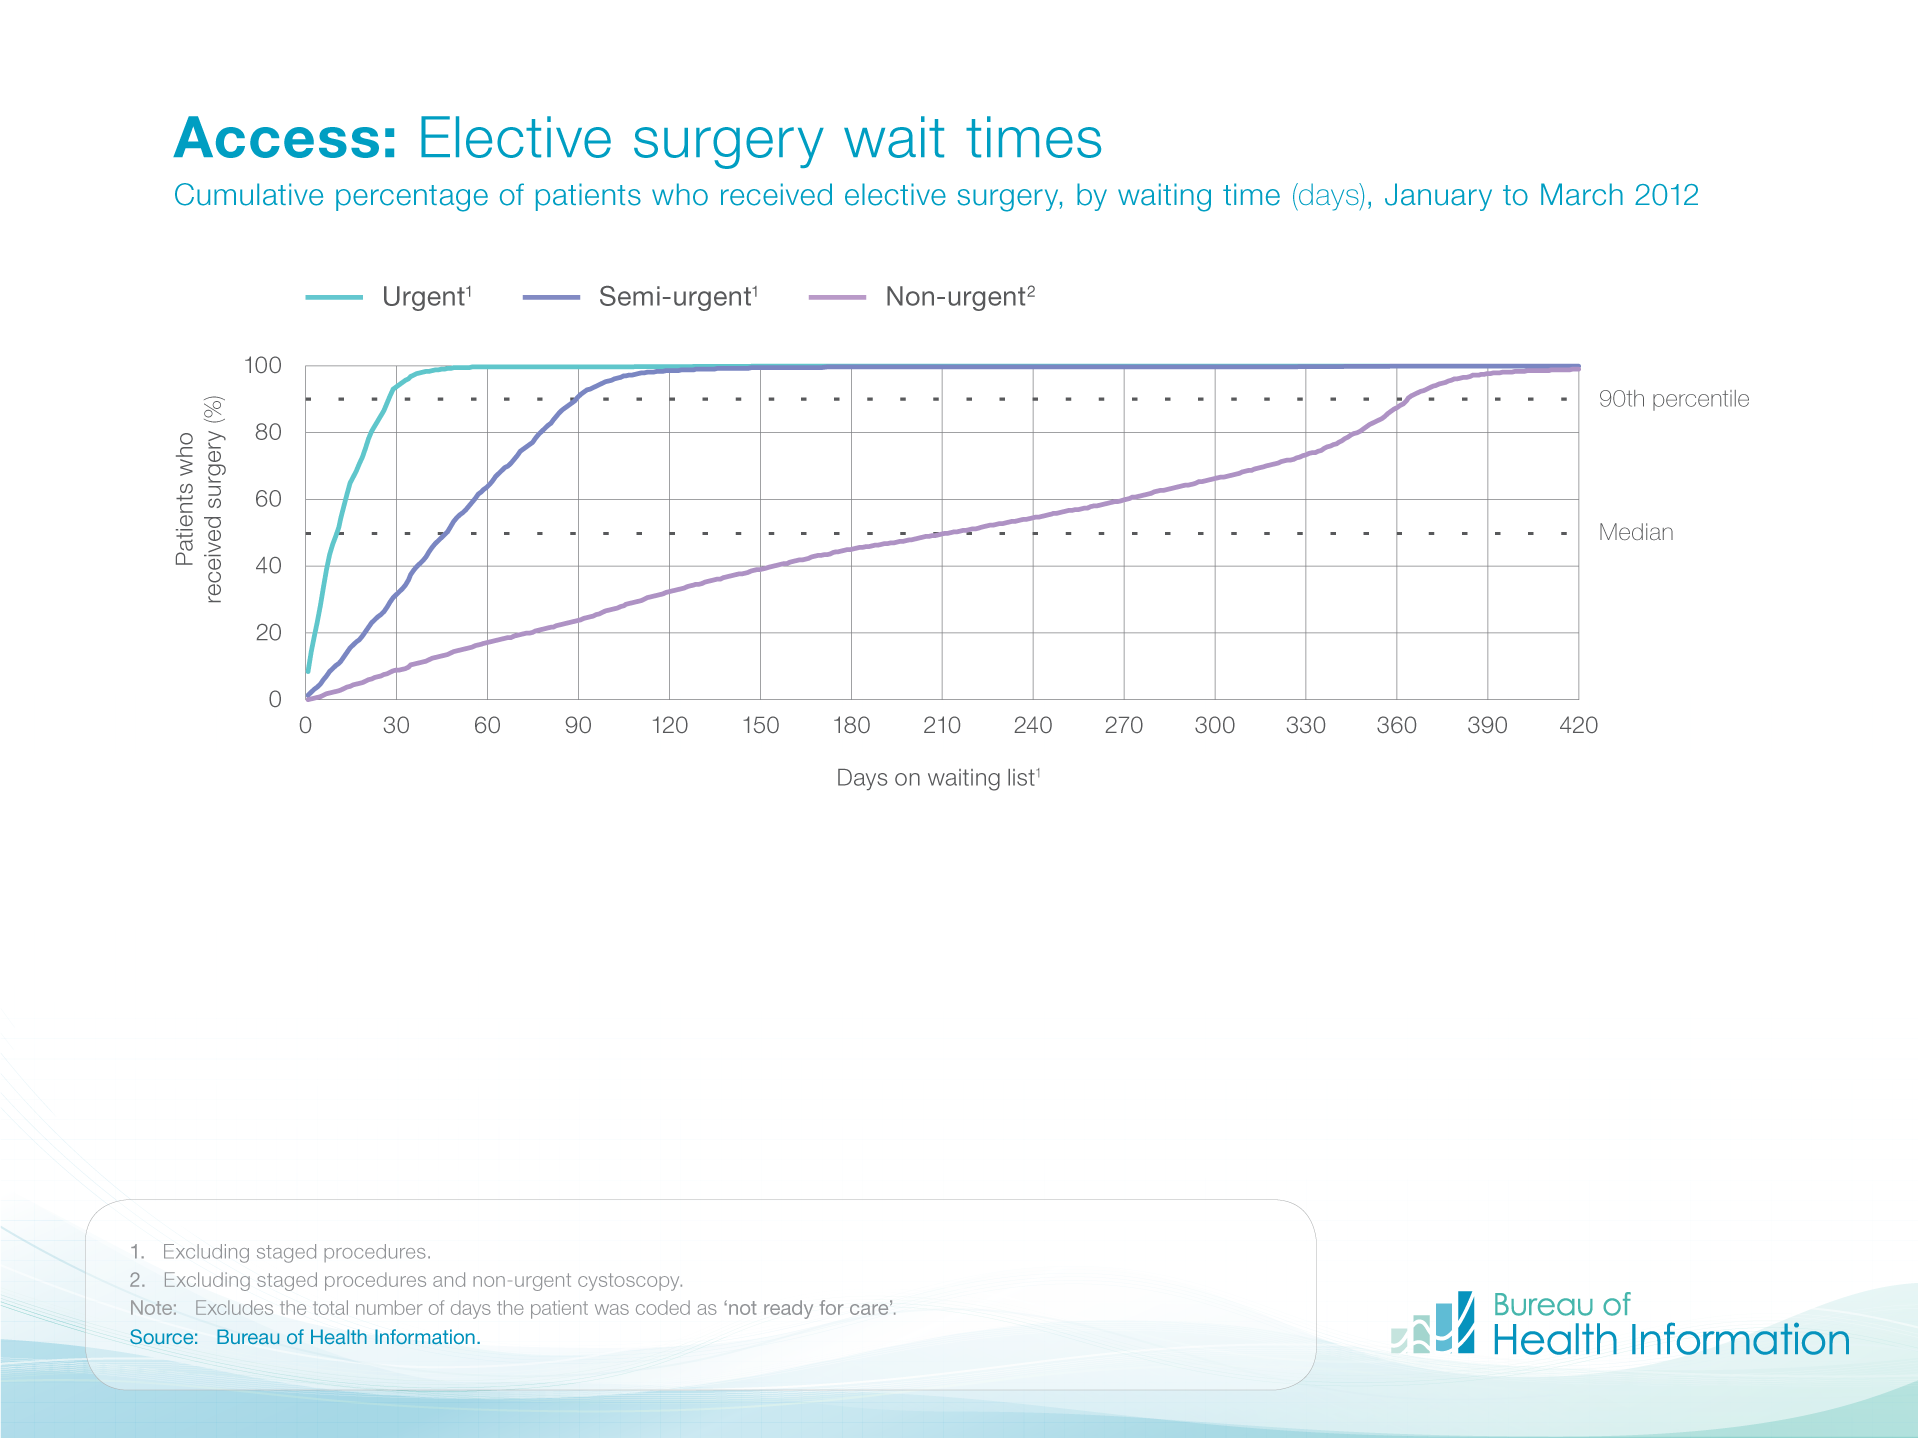 Access: Elective surgery wait times
Cumulative percentage of patients who received elective surgery, by waiting time (days), January to March 2012
Urgent¹ Semi-urgent¹ Non-urgent²
Patients who
received surgery (%)
100
80
60
40
20
0
90th percentile
Median
0 30 60 90 120 150 180 210 240 270 300 330 360 390 420
Days on waiting list¹
1. Excluding staged procedures.
2. Excluding staged procedures and non-urgent cystoscopy.
Note: Excludes the total number of days the patient was coded as ‘not ready for care’.
Source: Bureau of Health Information.
Bureau of
Health Information